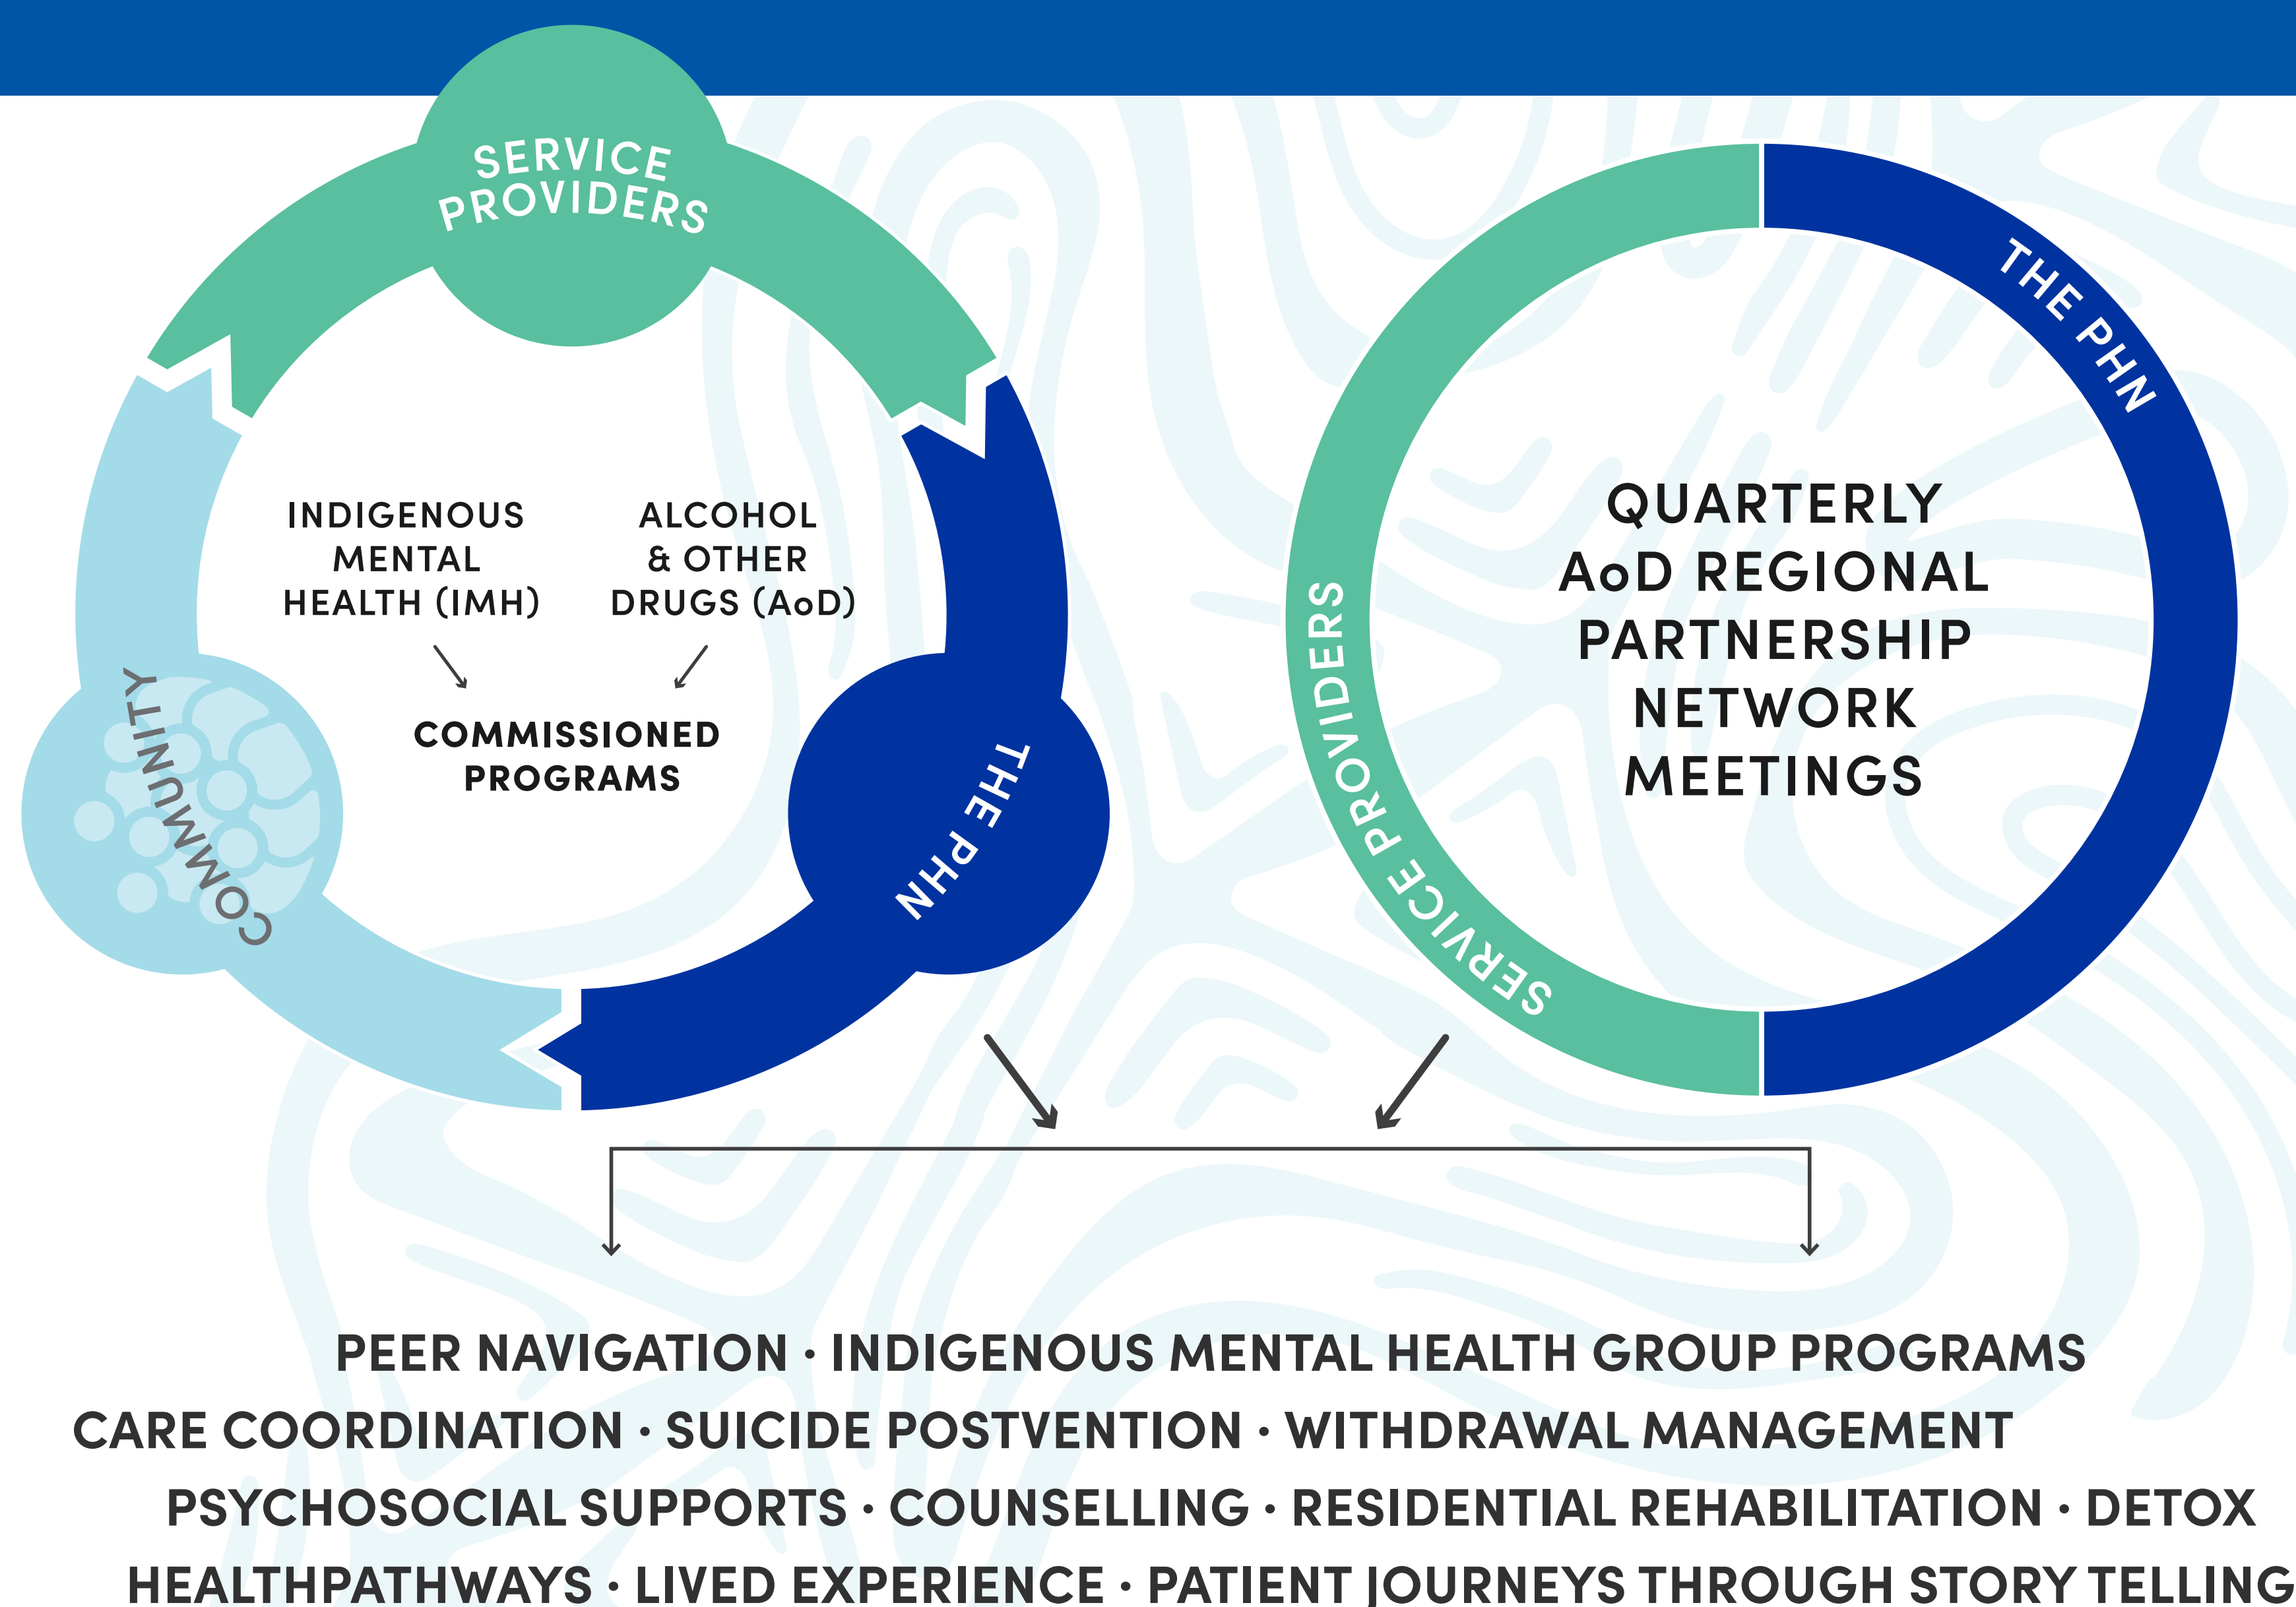 SERVICE
PROVIDERS
INDIGENOUS
MENTAL
HEALTH (IMH)
ALCOHOL
& OTHER
DRUGS (AoD)
COMMISSIONED
PROGRAMS
COMMUNITY
THE PHN
THE PHN
SERVICE PROVIDERS
QUARTERLY
AoD REGIONAL
PARTNERSHIP
NETWORK
MEETINGS
PEER NAVIGATION • INDIGENOUS MENTAL HEALTH GROUP PROGRAMS
CARE COORDINATION • SUICIDE POSTVENTION • WITHDRAWAL MANAGEMENT
PSYCHOSOCIAL SUPPORTS • COUNSELLING • RESIDENTIAL REHABILITATION • DETOX
HEALTHPATHWAYS • LIVED EXPERIENCE • PATIENT JOURNEYS THROUGH STORY TELLING